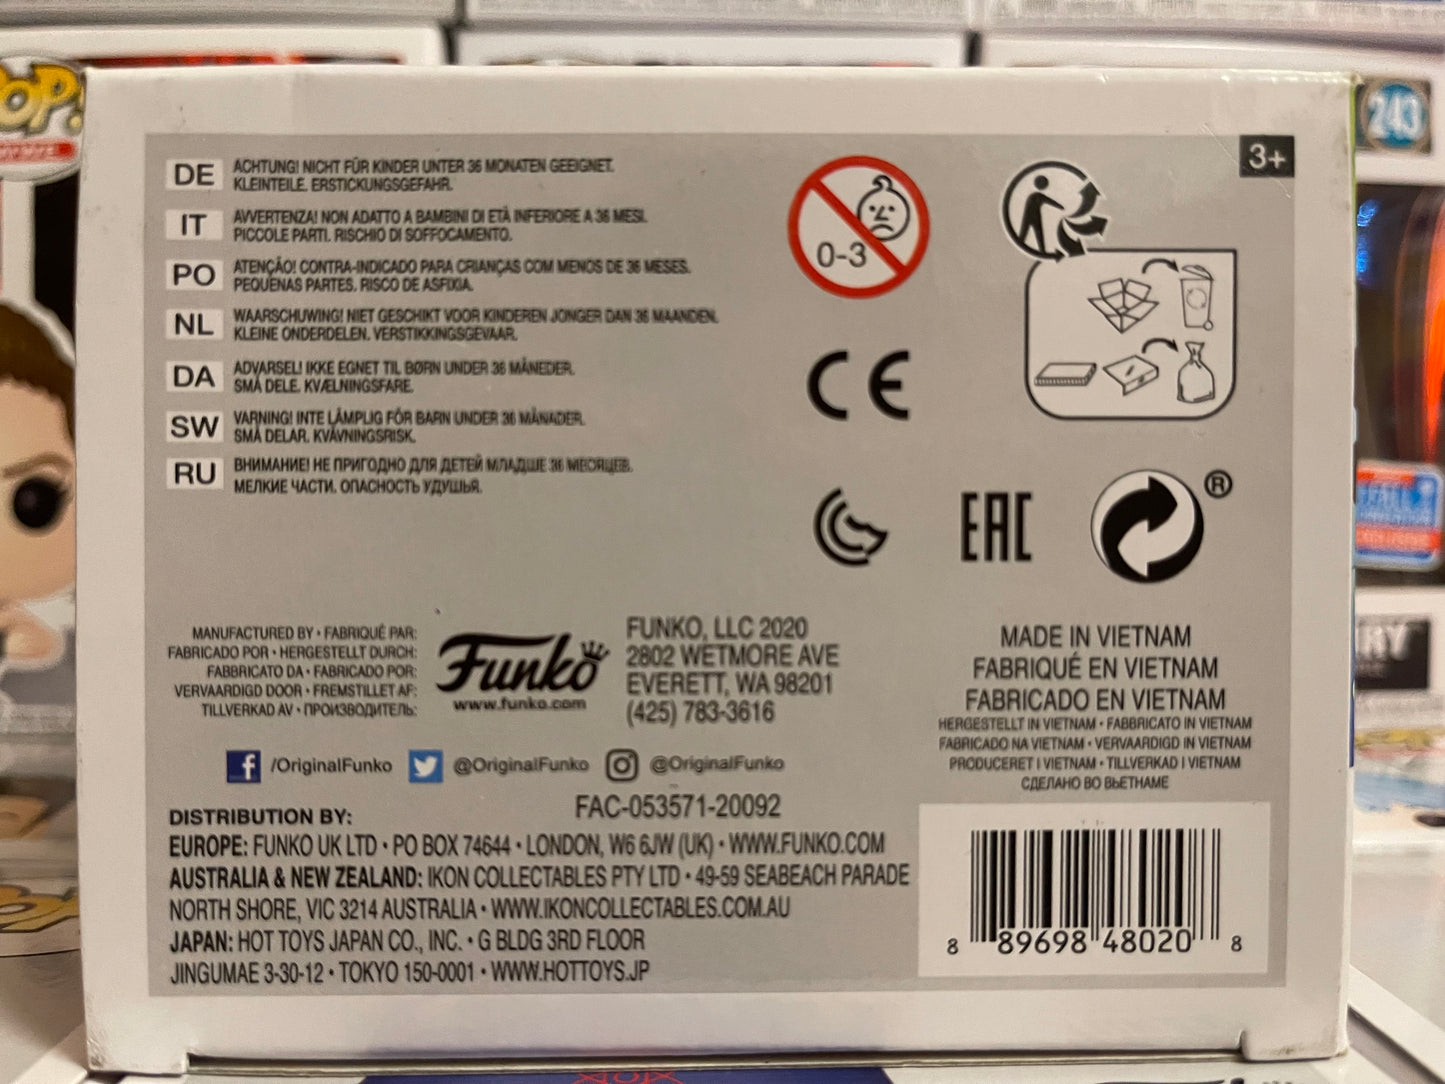 POP!
243
3+
DE ACHTUNG! NICHT FÜR KINDER UNTER 36 MONATEN GEEIGNET.
KLEINTEILE. ERSTICKUNGSGEFAHR.
IT AVVERTENZA! NON ADATTO A BAMBINI DI ETÀ INFERIORE A 36 MESI.
PICCOLE PARTI. RISCHIO DI SOFFOCAMENTO.
PO ATENÇÃO! CONTRA-INDICADO PARA CRIANÇAS COM MENOS DE 36 MESES.
PEQUENAS PARTES. RISCO DE ASFIXIA.
NL WAARSCHUWING! NIET GESCHIKT VOOR KINDEREN JONGER DAN 36 MAANDEN.
KLEINE ONDERDELEN. VERSTIKKINGSGEVAAR.
DA ADVARSEL! IKKE EGNET TIL BØRN UNDER 36 MÅNEDER.
SMÅ DELE. KVÆLNINGSFARE.
SW VARNING! INTE LÄMPLIG FÖR BARN UNDER 36 MÅNADER.
SMÅ DELAR. KVÄVNINGSRISK.
RU ВНИМАНИЕ! НЕ ПРИГОДНО ДЛЯ ДЕТЕЙ МЛАДШЕ 36 МЕСЯЦЕВ.
МЕЛКИЕ ЧАСТИ. ОПАСНОСТЬ УДУШЬЯ.
0-3
CE
EAC
®
MANUFACTURED BY • FABRIQUÉ PAR:
FABRICADO POR • HERGESTELLT DURCH:
FABBRICATO DA • FABRICADO POR:
VERVAARDIGD DOOR • FREMSTILLET AF:
TILLVERKAD AV • ПРОИЗВОДИТЕЛЬ:
Funko
www.funko.com
FUNKO, LLC 2020
2802 WETMORE AVE
EVERETT, WA 98201
(425) 783-3616
MADE IN VIETNAM
FABRIQUÉ EN VIETNAM
FABRICADO EN VIETNAM
HERGESTELLT IN VIETNAM • FABBRICATO IN VIETNAM
FABRICADO NA VIETNAM • VERVAARDIGD IN VIETNAM
PRODUCERET I VIETNAM • TILLVERKAD I VIETNAM
СДЕЛАНО ВО ВЬЕТНАМЕ
f /OriginalFunko @OriginalFunko @OriginalFunko
FAC-053571-20092
DISTRIBUTION BY:
EUROPE: FUNKO UK LTD • PO BOX 74644 • LONDON, W6 6JW (UK) • WWW.FUNKO.COM
AUSTRALIA & NEW ZEALAND: IKON COLLECTABLES PTY LTD • 49-59 SEABEACH PARADE
NORTH SHORE, VIC 3214 AUSTRALIA • WWW.IKONCOLLECTABLES.COM.AU
JAPAN: HOT TOYS JAPAN CO., INC. • G BLDG 3RD FLOOR
JINGUMAE 3-30-12 • TOKYO 150-0001 • WWW.HOTTOYS.JP
8 89698 48020 8